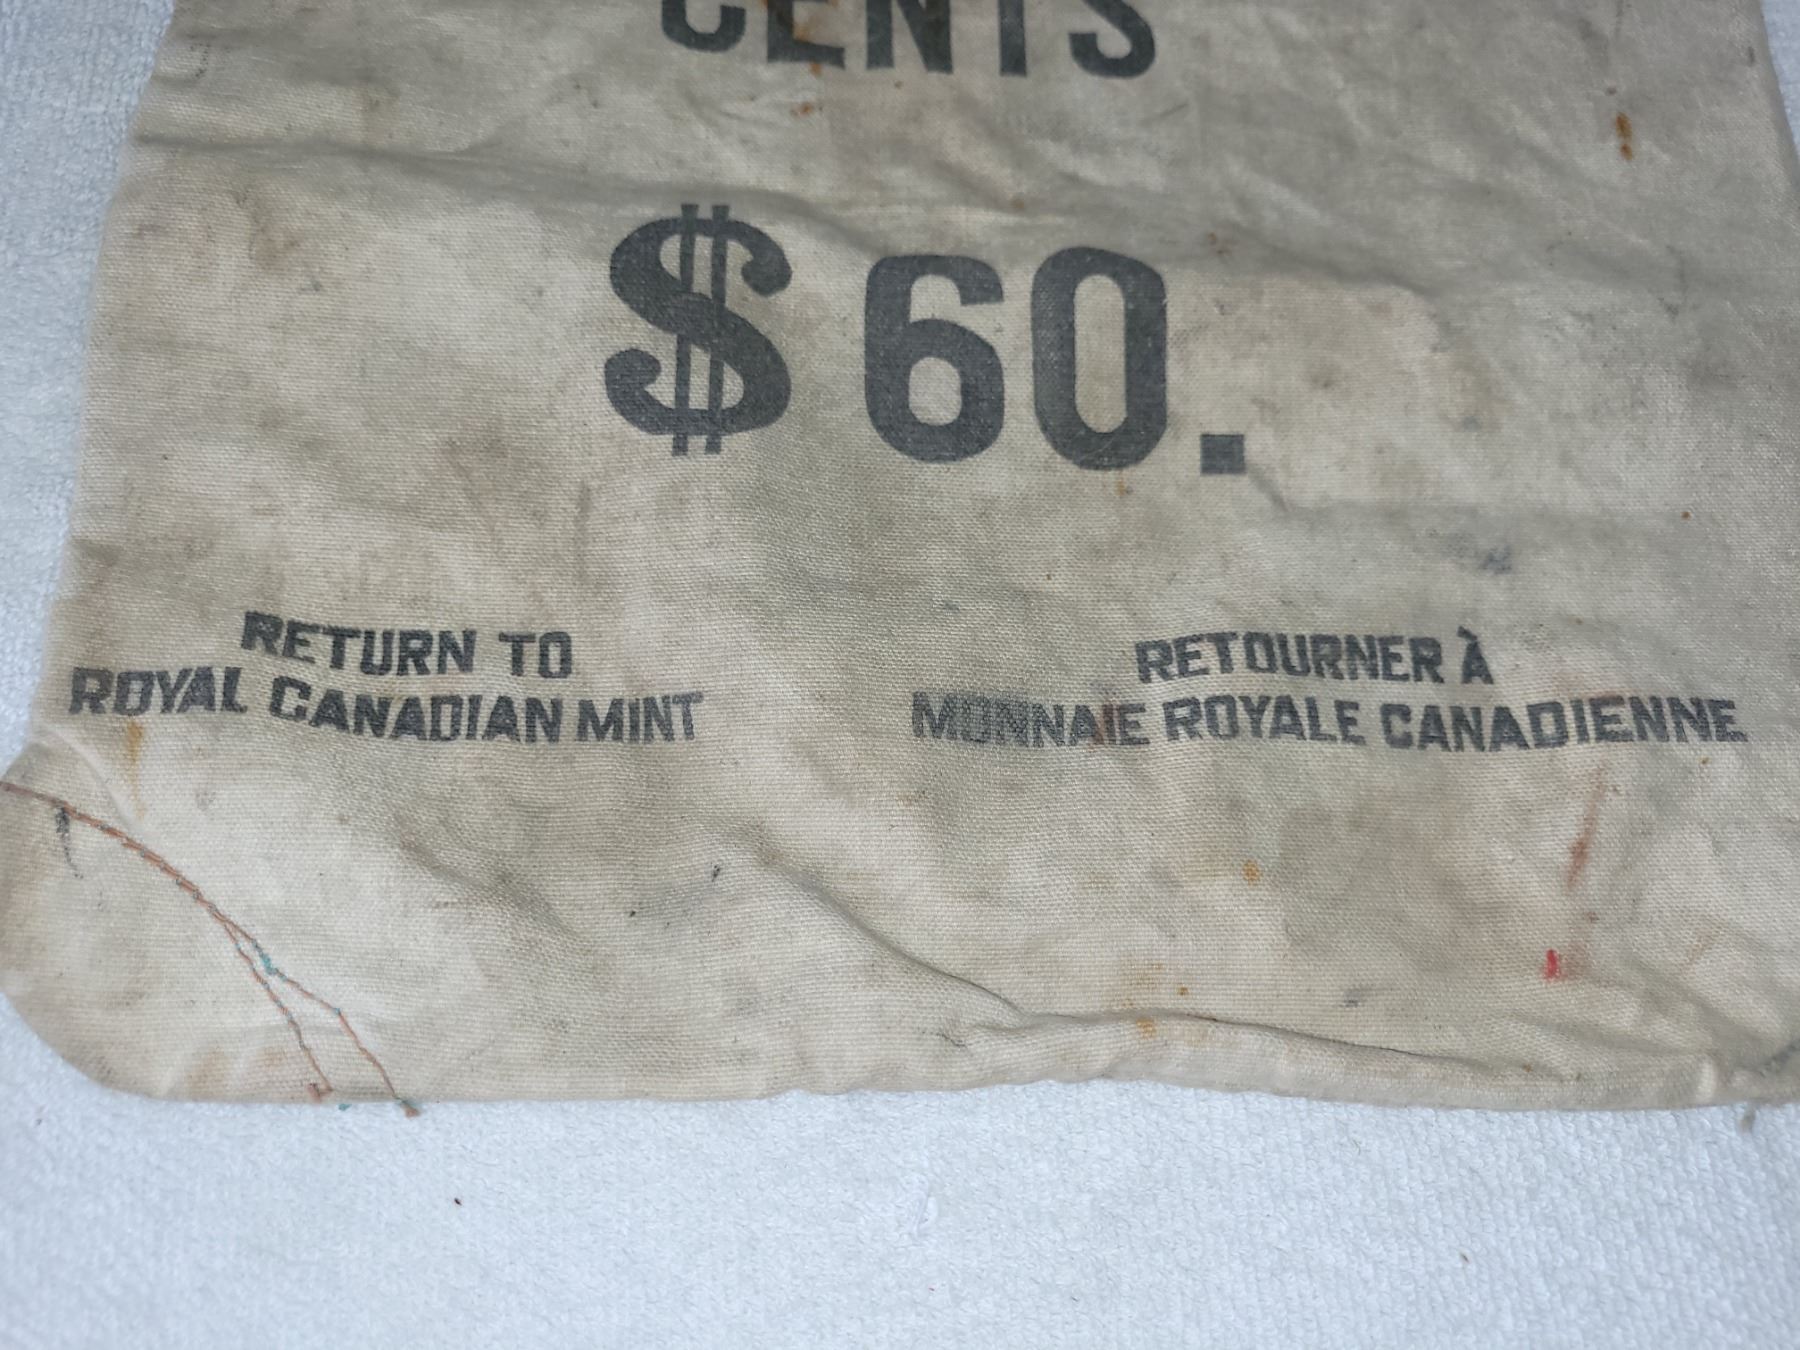 CENTS
$60.
RETURN TO
ROYAL CANADIAN MINT
RETOURNER À
MONNAIE ROYALE CANADIENNE